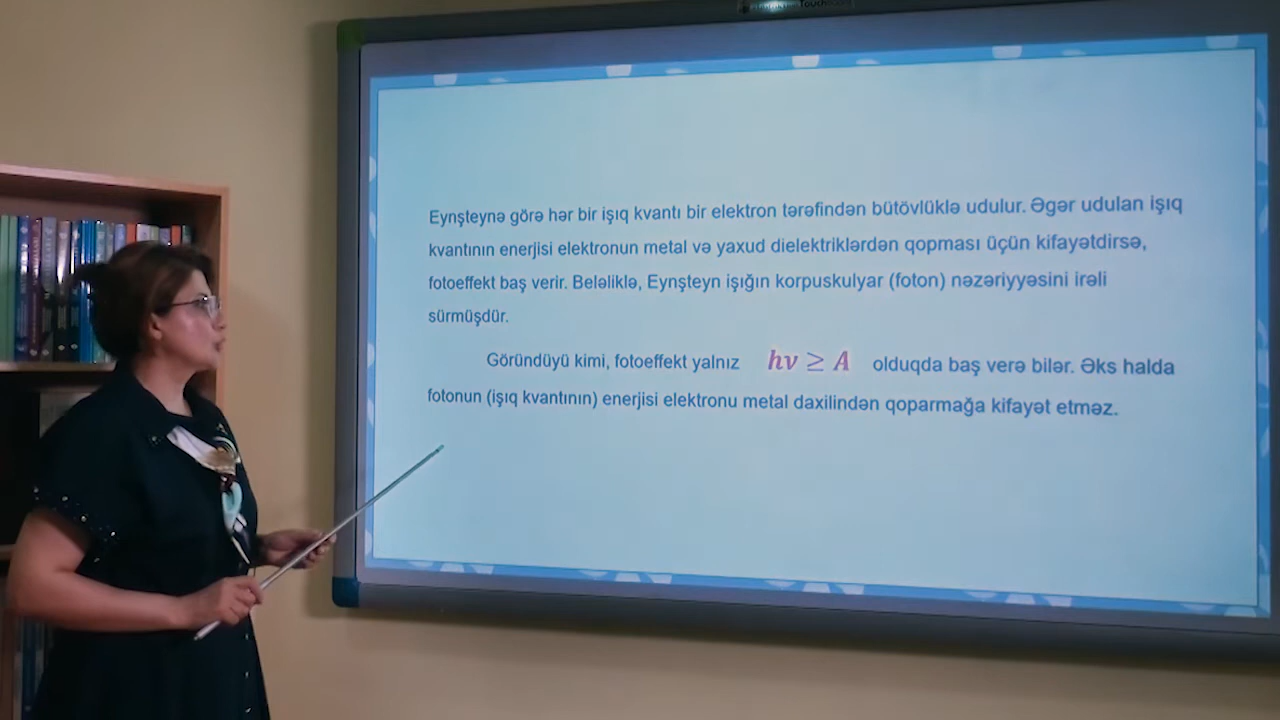 Eynşteynə görə hər bir işıq kvantı bir elektron tərəfindən bütövlüklə udulur. Əgər udulan işıq
kvantının enerjisi elektronun metal və yaxud dielektriklərdən qopması üçün kifayətdirsə,
fotoeffekt baş verir. Beləliklə, Eynşteyn işığın korpuskulyar (foton) nəzəriyyəsini irəli
sürmüşdür.
Göründüyü kimi, fotoeffekt yalnız hν ≥ A olduqda baş verə bilər. Əks halda
fotonun (işıq kvantının) enerjisi elektronu metal daxilindən qoparmağa kifayət etməz.